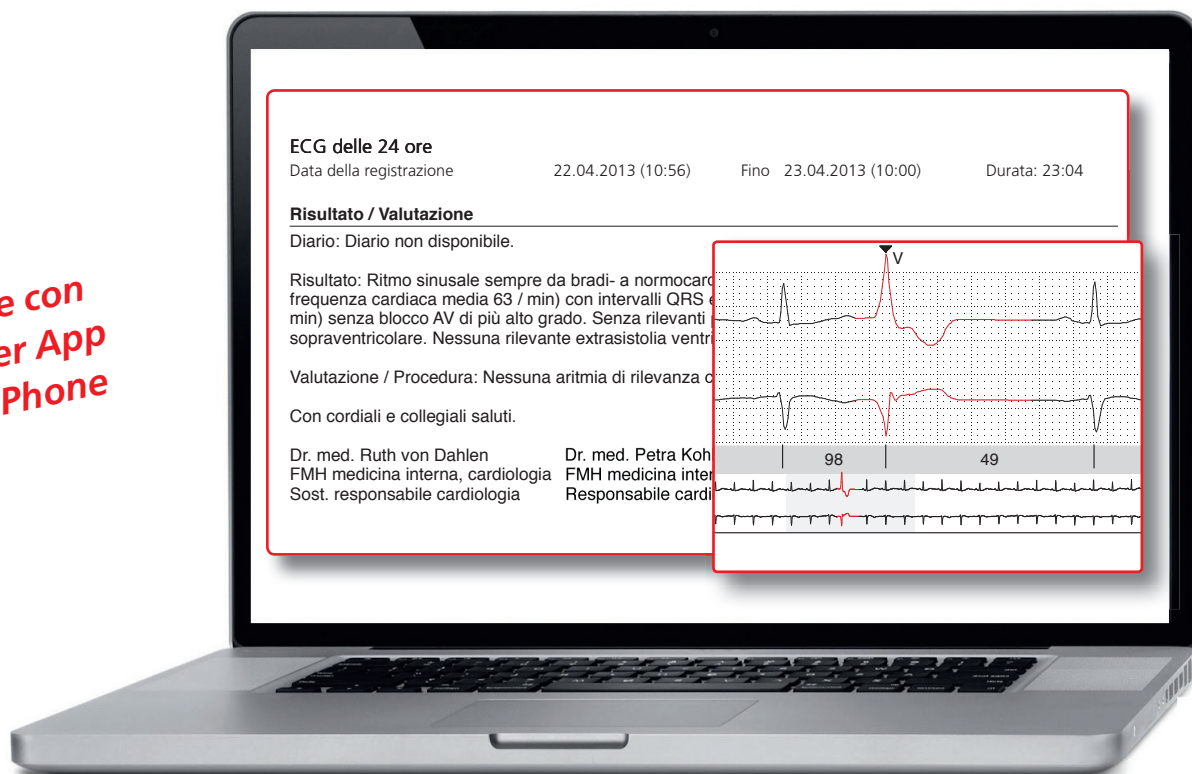 e con
er App
Phone
ECG delle 24 ore
Data della registrazione 22.04.2013 (10:56) Fino 23.04.2013 (10:00) Durata: 23:04
Risultato / Valutazione
Diario: Diario non disponibile.
Risultato: Ritmo sinusale sempre da bradi- a normocard
frequenza cardiaca media 63 / min) con intervalli QRS
min) senza blocco AV di più alto grado. Senza rilevanti
sopraventricolare. Nessuna rilevante extrasistolia ventri
Valutazione / Procedura: Nessuna aritmia di rilevanza
Con cordiali e collegiali saluti.
Dr. med. Ruth von Dahlen Dr. med. Petra Koh
FMH medicina interna, cardiologia FMH medicina inter
Sost. responsabile cardiologia Responsabile cardi
V
98 49